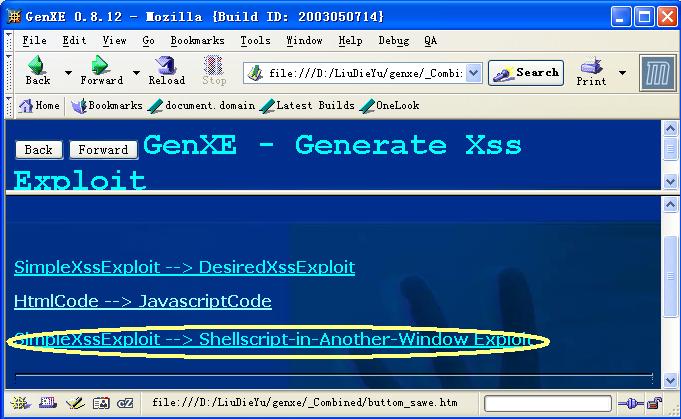 GenXE 0.8.12 - Mozilla {Build ID: 2003050714}
File Edit View Go Bookmarks Tools Window Help Debug QA
Back Forward Reload Stop file:///D:/LiuDieYu/genxe/_Combi: Search Print
Home Bookmarks document.domain Latest Builds OneLook
Back Forward GenXE - Generate Xss
Exploit
SimpleXssExploit --> DesiredXssExploit
HtmlCode --> JavascriptCode
SimpleXssExploit --> Shellscript-in-Another-Window Exploit
file:///D:/LiuDieYu/genxe/_Combined/buttom_sawe.htm